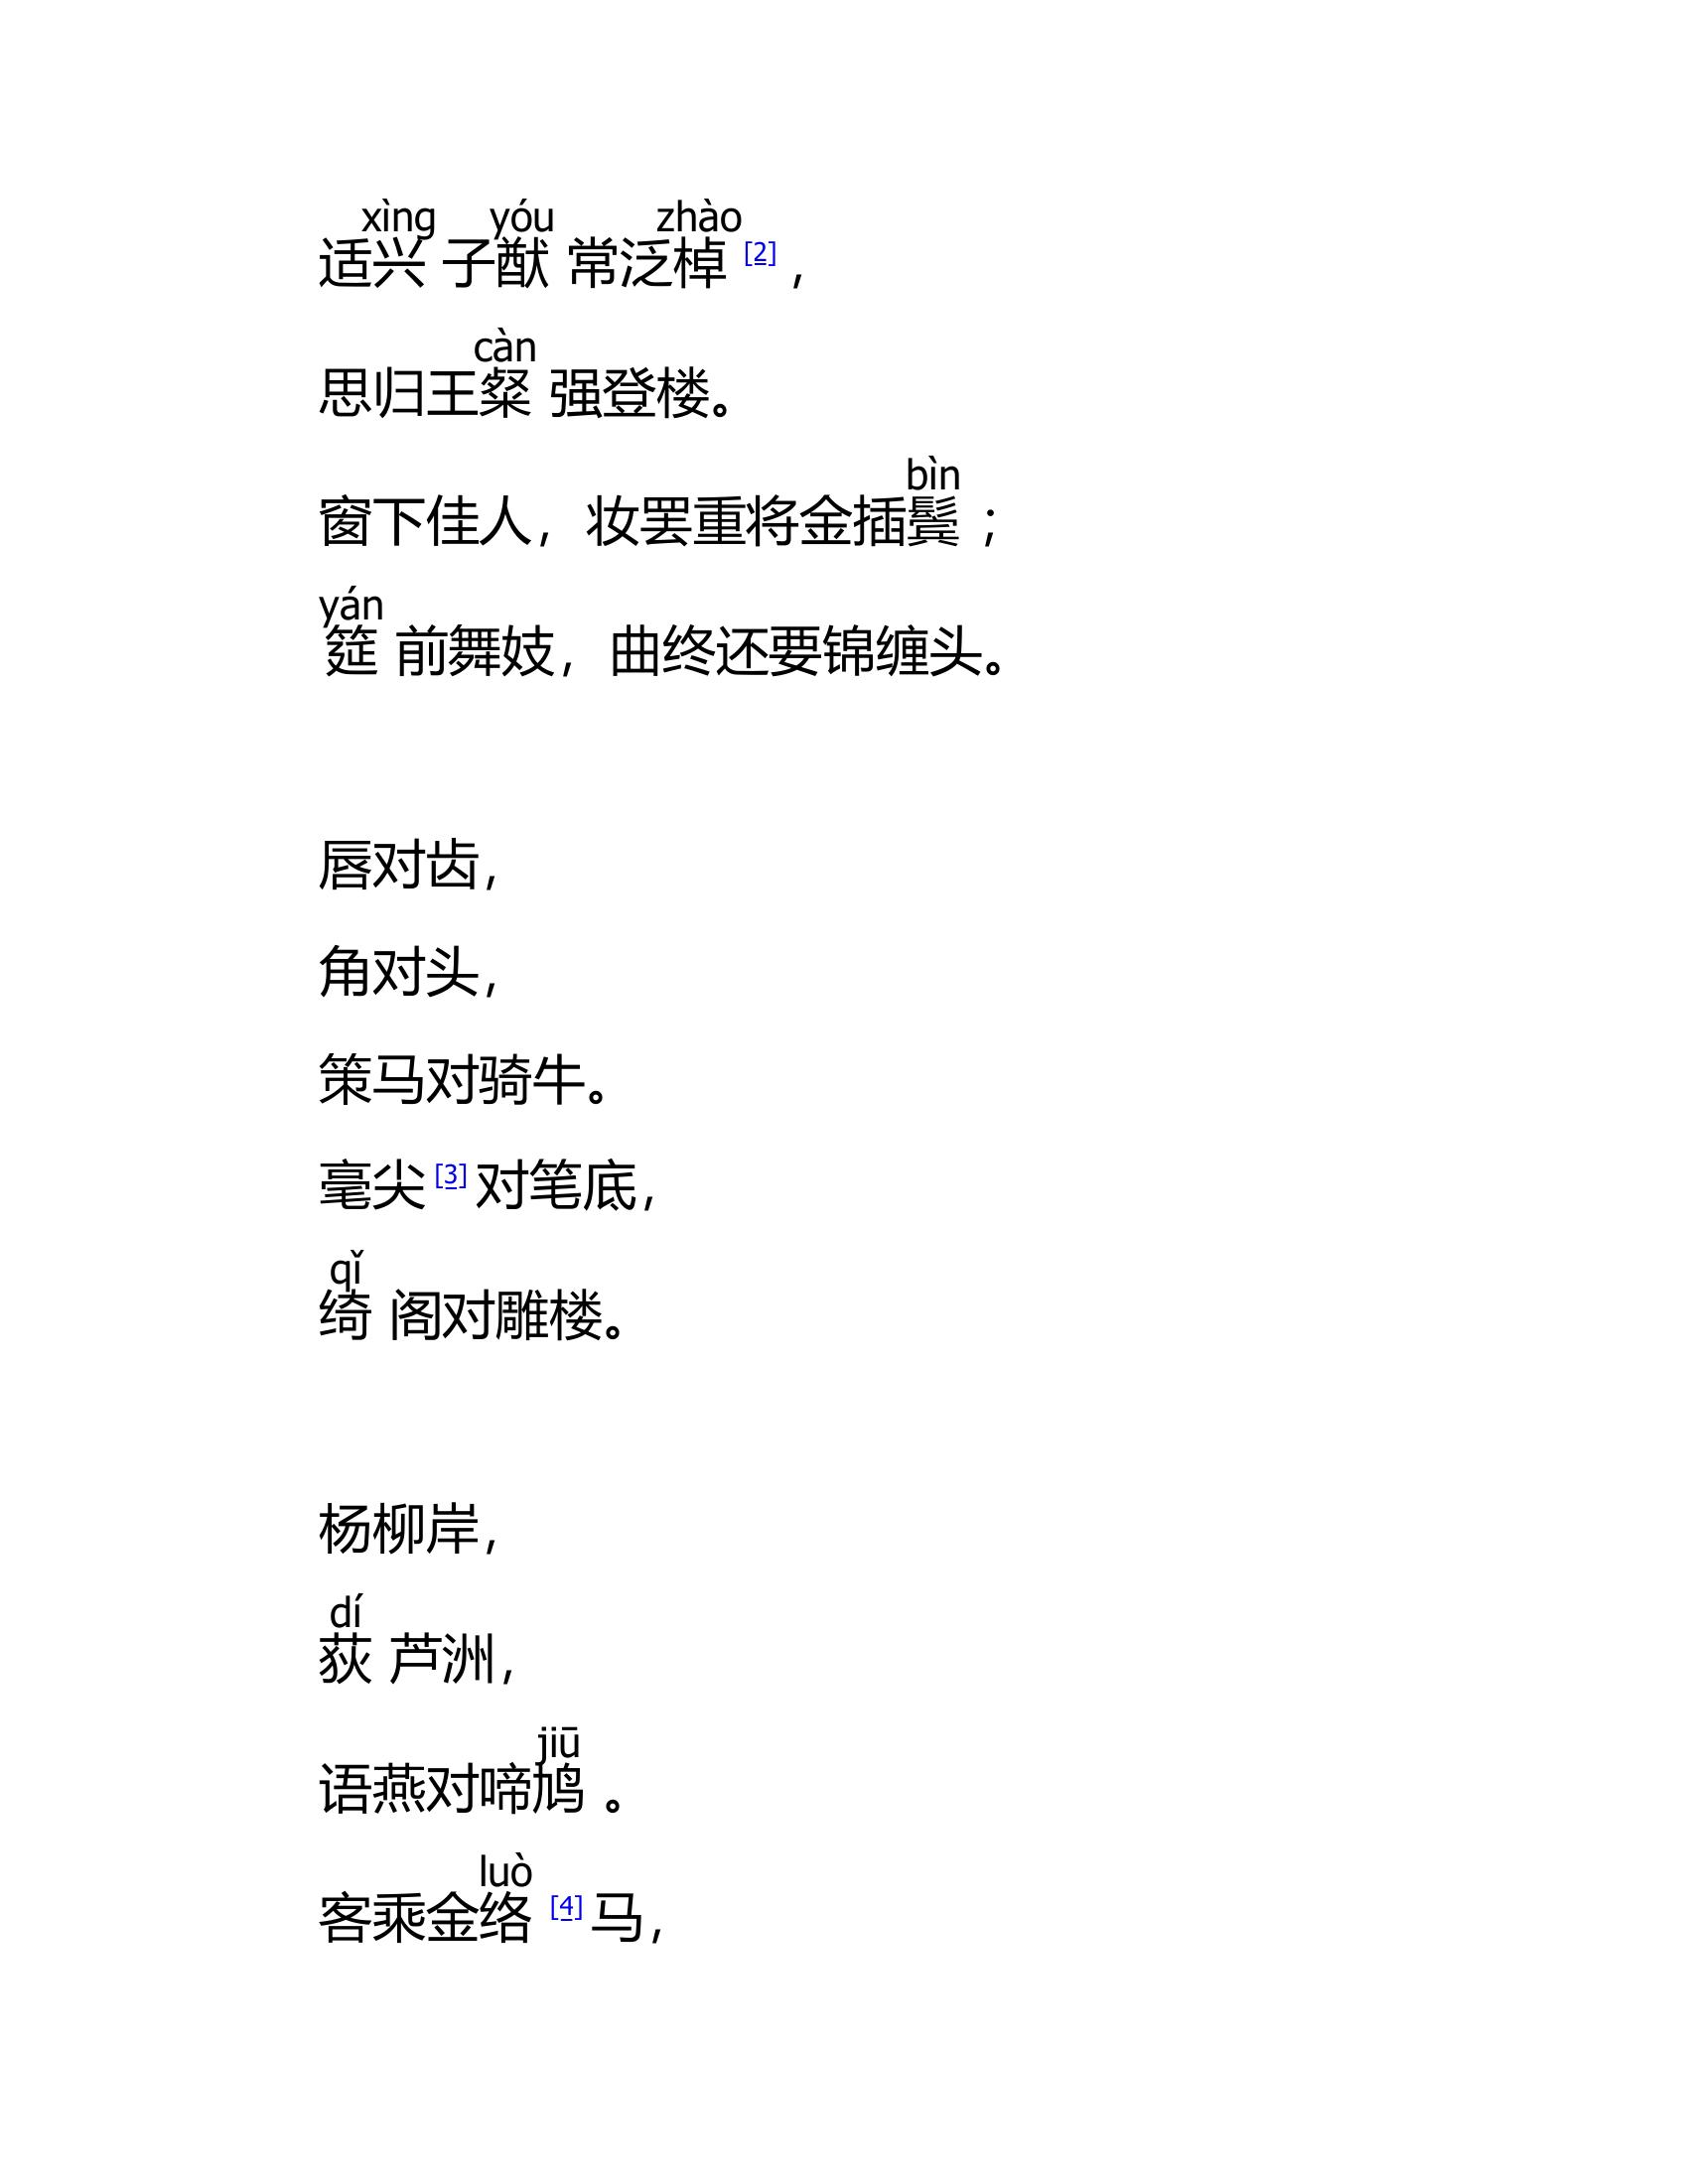 xìng yóu zhào
适兴 子猷 常泛棹 [2] ，
càn
思归王粲 强登楼。
bìn
窗下佳人，妆罢重将金插鬓 ；
yán
筵 前舞妓，曲终还要锦缠头。
唇对齿，
角对头，
策马对骑牛。
毫尖 [3] 对笔底，
qǐ
绮 阁对雕楼。
杨柳岸，
dí
荻 芦洲，
jiū
语燕对啼鸠 。
luò
客乘金络 [4] 马，